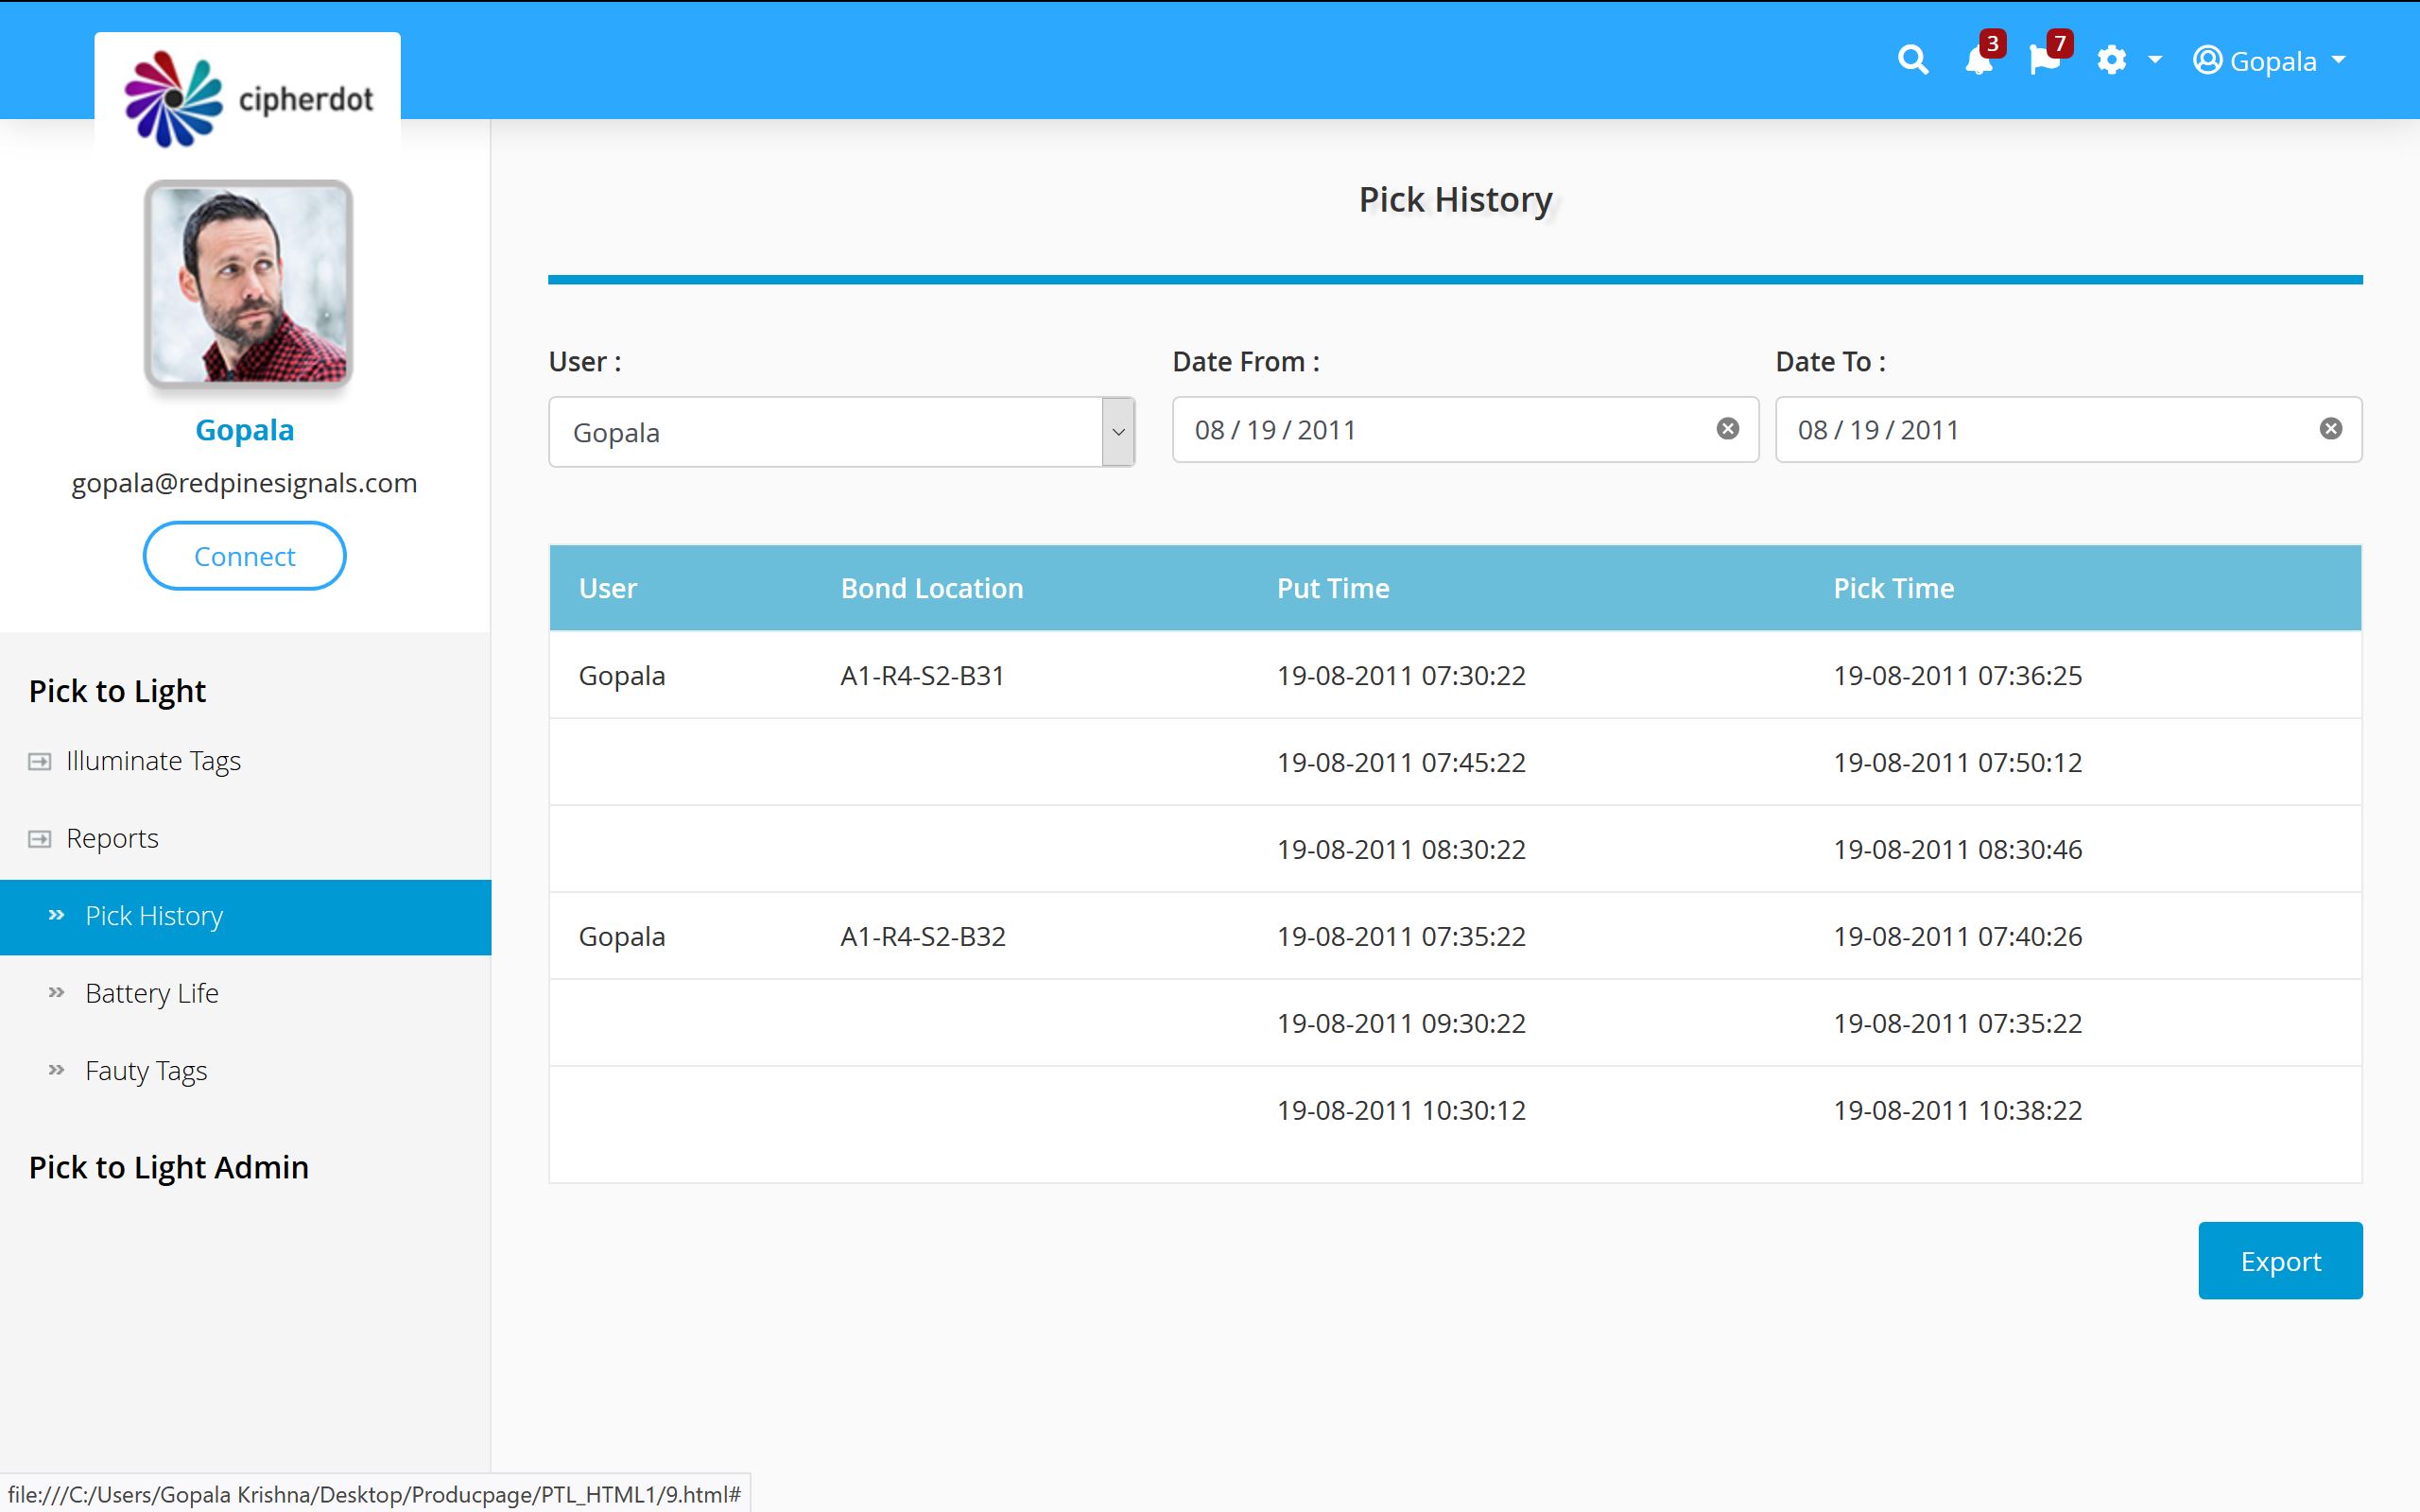 cipherdot
3
7
Gopala
Gopala
gopala@redpinesignals.com
Connect
Pick to Light
Illuminate Tags
Reports
Pick History
Battery Life
Fauty Tags
Pick to Light Admin
Pick History
User :
Date From :
Date To :
Gopala
08 / 19 / 2011
08 / 19 / 2011
User Bond Location Put Time Pick Time
Gopala A1-R4-S2-B31 19-08-2011 07:30:22 19-08-2011 07:36:25
19-08-2011 07:45:22 19-08-2011 07:50:12
19-08-2011 08:30:22 19-08-2011 08:30:46
Gopala A1-R4-S2-B32 19-08-2011 07:35:22 19-08-2011 07:40:26
19-08-2011 09:30:22 19-08-2011 07:35:22
19-08-2011 10:30:12 19-08-2011 10:38:22
Export
file:///C:/Users/Gopala Krishna/Desktop/Producpage/PTL_HTML1/9.html#